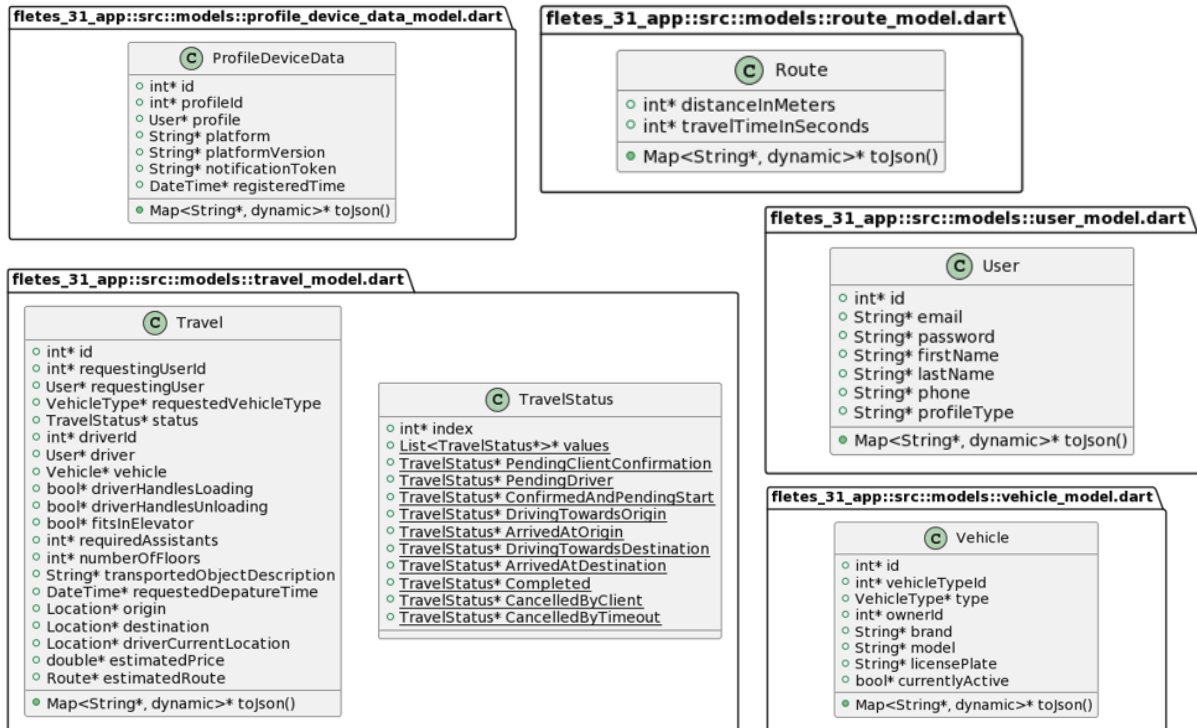 fletes_31_app::src::models::profile_device_data_model.dart
C ProfileDeviceData
int* id
int* profileId
User* profile
String* platform
String* platformVersion
String* notificationToken
DateTime* registeredTime
Map<String*, dynamic>* toJson()
fletes_31_app::src::models::route_model.dart
C Route
int* distanceInMeters
int* travelTimeInSeconds
Map<String*, dynamic>* toJson()
fletes_31_app::src::models::user_model.dart
C User
int* id
String* email
String* password
String* firstName
String* lastName
String* phone
String* profileType
Map<String*, dynamic>* toJson()
fletes_31_app::src::models::travel_model.dart
C Travel
int* id
int* requestingUserId
User* requestingUser
VehicleType* requestedVehicleType
TravelStatus* status
int* driverId
User* driver
Vehicle* vehicle
bool* driverHandlesLoading
bool* driverHandlesUnloading
bool* fitsInElevator
int* requiredAssistants
int* numberOfFloors
String* transportedObjectDescription
DateTime* requestedDepatureTime
Location* origin
Location* destination
Location* driverCurrentLocation
double* estimatedPrice
Route* estimatedRoute
Map<String*, dynamic>* toJson()
C TravelStatus
int* index
List<TravelStatus*>* values
TravelStatus* PendingClientConfirmation
TravelStatus* PendingDriver
TravelStatus* ConfirmedAndPendingStart
TravelStatus* DrivingTowardsOrigin
TravelStatus* ArrivedAtOrigin
TravelStatus* DrivingTowardsDestination
TravelStatus* ArrivedAtDestination
TravelStatus* Completed
TravelStatus* CancelledByClient
TravelStatus* CancelledByTimeout
fletes_31_app::src::models::vehicle_model.dart
C Vehicle
int* id
int* vehicleTypeId
VehicleType* type
int* ownerId
String* brand
String* model
String* licensePlate
bool* currentlyActive
Map<String*, dynamic>* toJson()